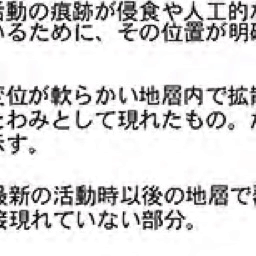 活動の痕跡が侵食や人工的な
いるために、その位置が明確
変位が軟らかい地層内で拡散
たわみとして現れたもの。
示す。
最新の活動時以後の地層で
接現れていない部分。